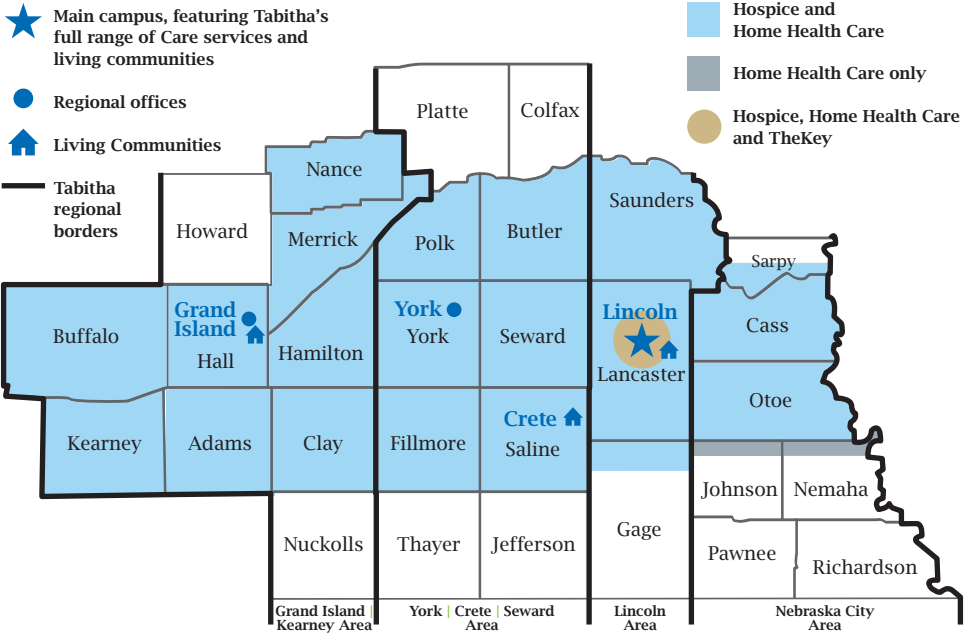 Main campus, featuring Tabitha's
full range of Care services and
living communities
Regional offices
Living Communities
Tabitha
regional
borders
Hospice and
Home Health Care
Home Health Care only
Hospice, Home Health Care
and TheKey
Platte
Colfax
Nance
Saunders
Howard
Merrick
Polk
Butler
Sarpy
Grand
Island
York
Lincoln
Buffalo
Hall
Hamilton
York
Seward
Lancaster
Cass
Otoe
Crete
Kearney
Adams
Clay
Fillmore
Saline
Johnson
Nemaha
Nuckolls
Thayer
Jefferson
Gage
Pawnee
Richardson
Grand Island |
Kearney Area
York | Crete | Seward
Area
Lincoln
Area
Nebraska City
Area